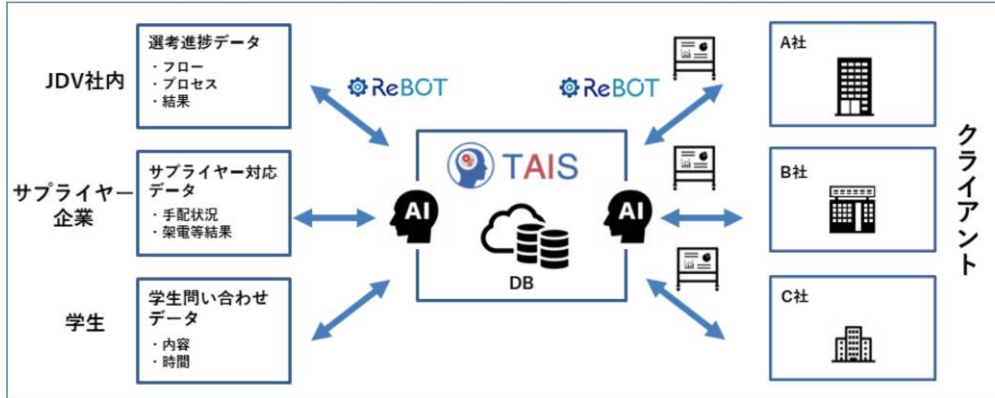 JDV社内
選考進捗データ
・フロー
・プロセス
・結果
サプライヤー
企業
サプライヤー対応
データ
・手配状況
・架電等結果
学生
学生問い合わせ
データ
・内容
・時間
ReBOT
ReBOT
TAIS
AI
AI
DB
A社
B社
C社
クライアント